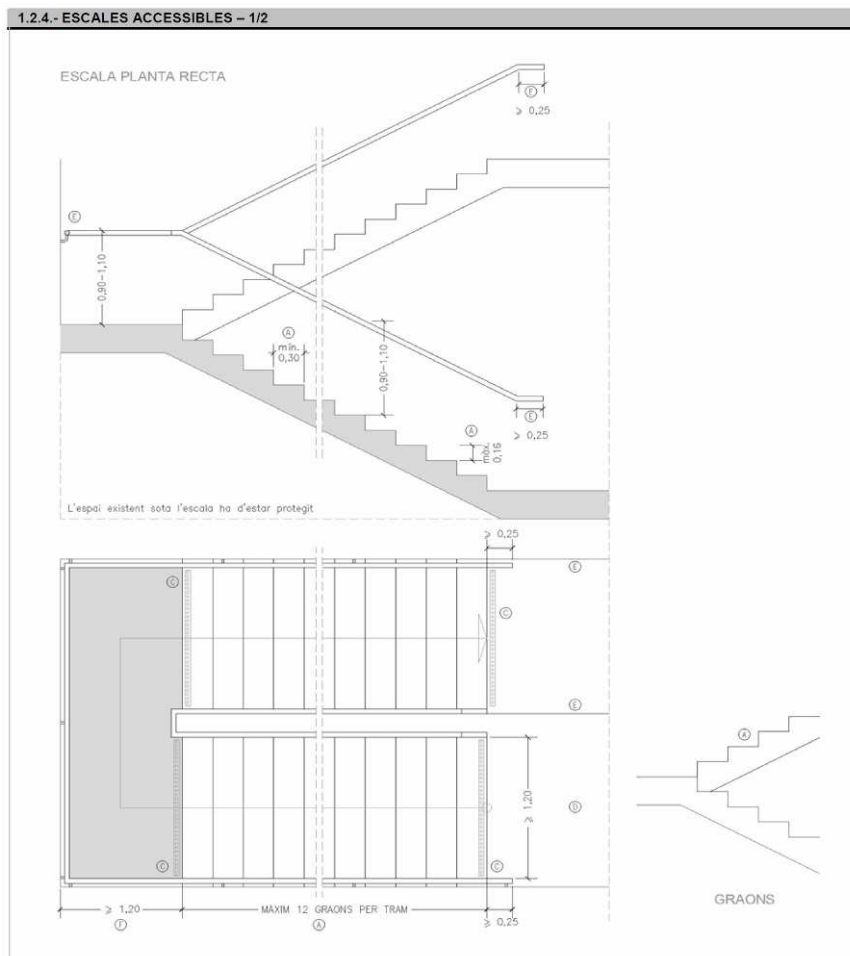 1.2.4.- ESCALES ACCESSIBLES – 1/2
ESCALA PLANTA RECTA
E
≥ 0,25
E
0,90-1,10
A
mín.
0,30
0,90-1,10
E
≥ 0,25
A
màx.
0,16
L'espai existent sota l'escala ha d'estar protegit
≥ 0,25
C
E
C
E
A
≥ 1,20
D
C
C
GRAONS
≥ 1,20
MÀXIM 12 GRAONS PER TRAM
≥ 0,25
F
A